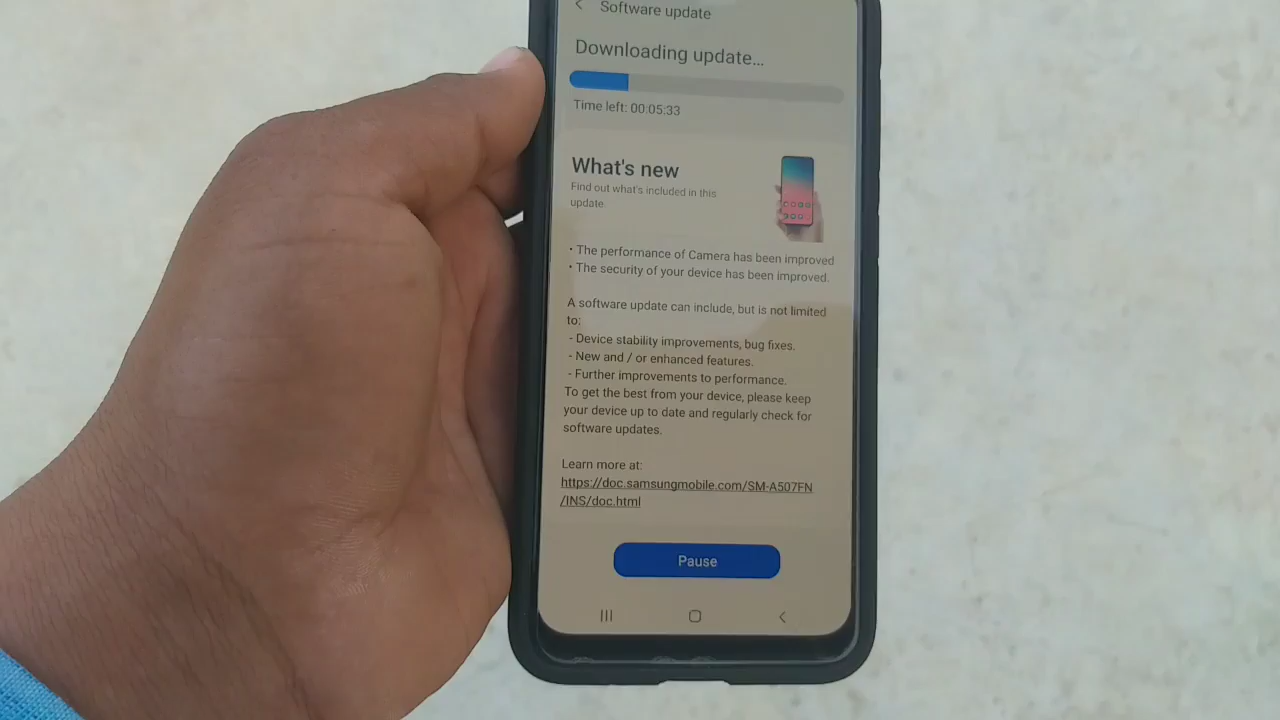 Software update
Downloading update...
Time left: 00:05:33
What's new
Find out what's included in this
update.
• The performance of Camera has been improved
• The security of your device has been improved.
A software update can include, but is not limited
to:
- Device stability improvements, bug fixes.
- New and / or enhanced features.
- Further improvements to performance.
To get the best from your device, please keep
your device up to date and regularly check for
software updates.
Learn more at:
https://doc.samsungmobile.com/SM-A507FN
/INS/doc.html
Pause